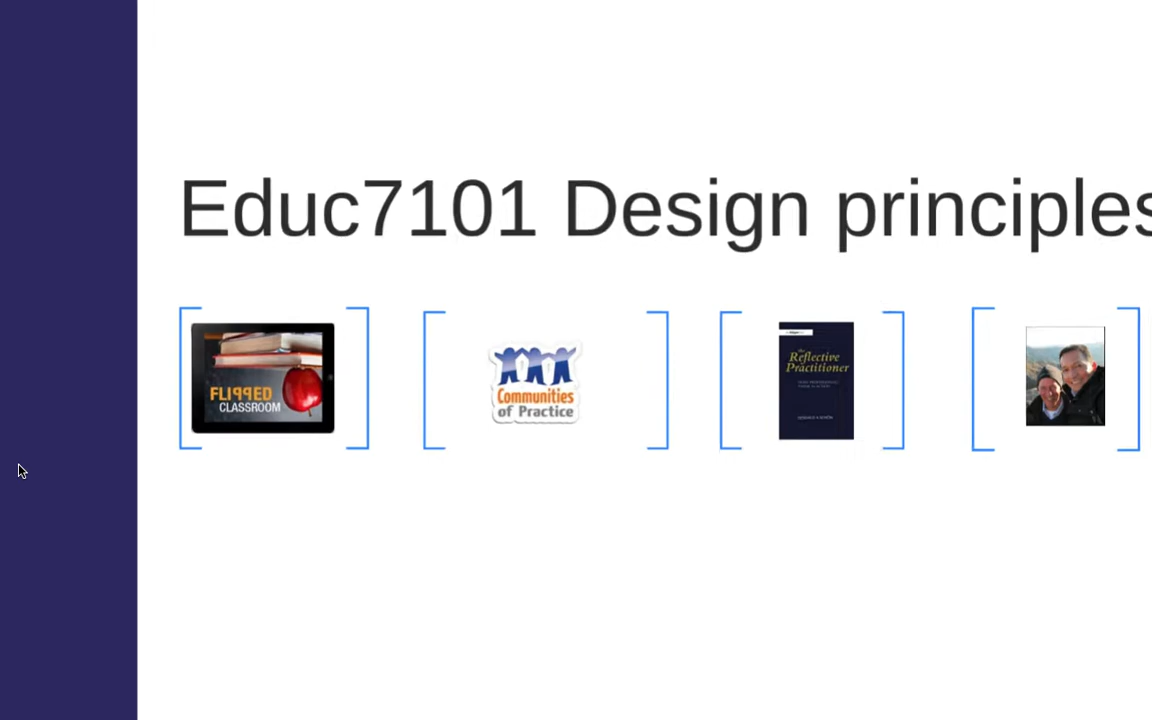 Educ7101 Design principles
FLIPPED
CLASSROOM
Communities
of Practice
The
Reflective
Practitioner